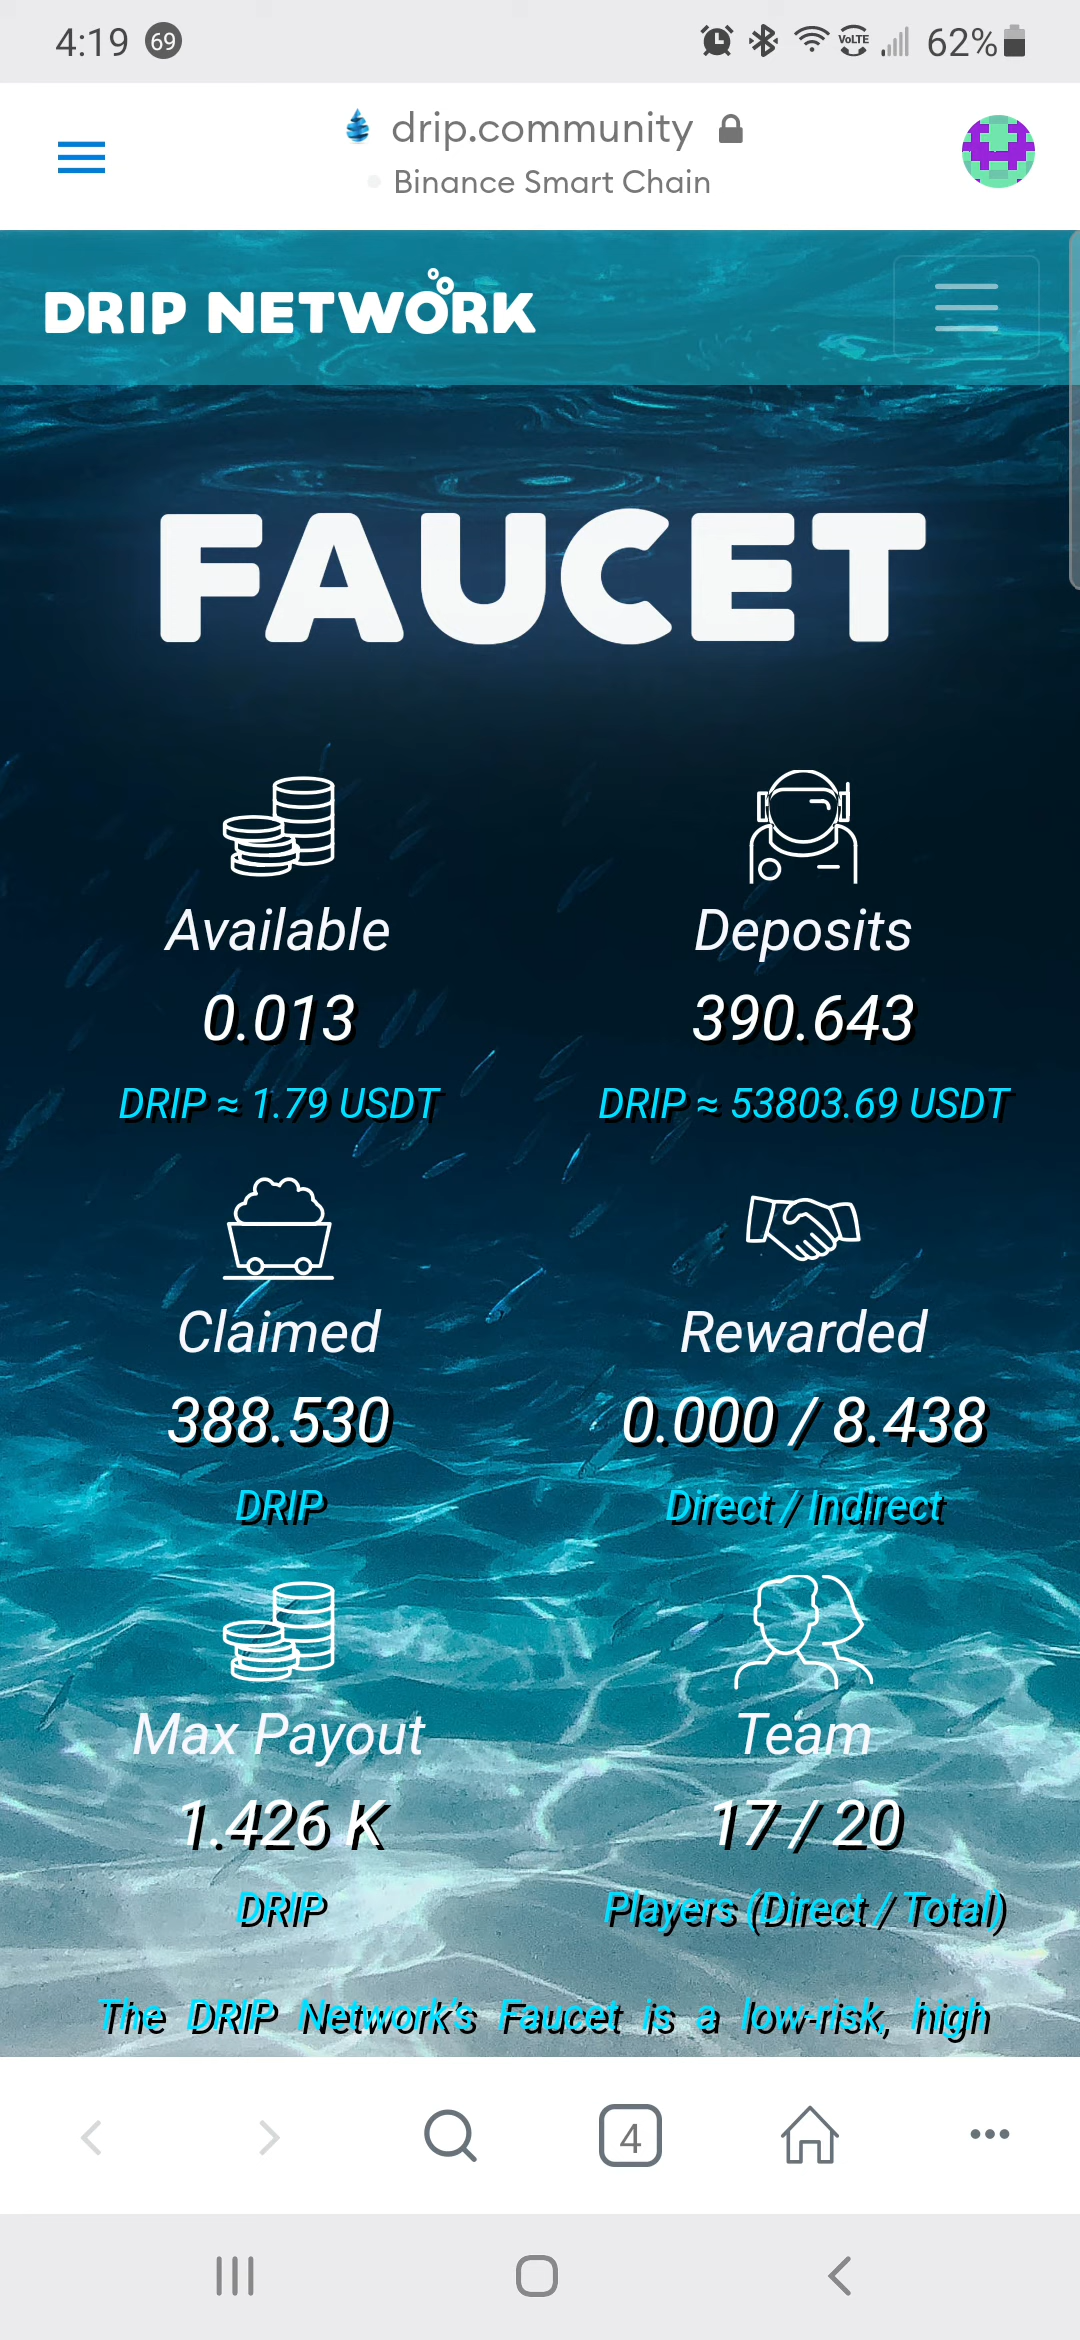 4:19 69 VoLTE 62%
drip.community
Binance Smart Chain
DRIP NETWORK
FAUCET
Available Deposits
0.013 390.643
DRIP ≈ 1.79 USDT DRIP ≈ 53803.69 USDT
Claimed Rewarded
388.530 0.000 / 8.438
DRIP Direct / Indirect
Max Payout Team
1.426 K 17 / 20
DRIP Players (Direct / Total)
The DRIP Network's Faucet is a low-risk, high
4